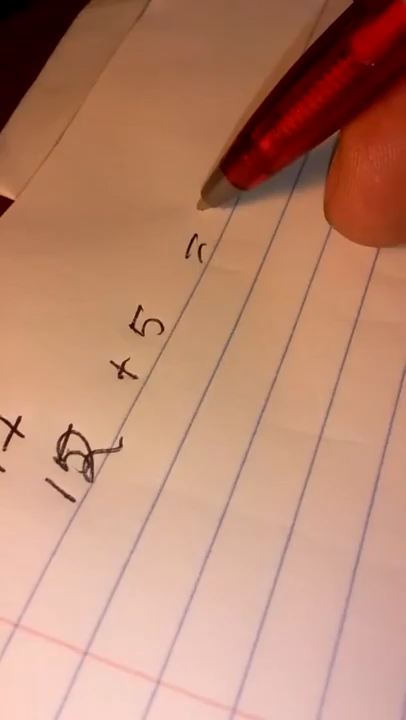 +
12 + 5 =